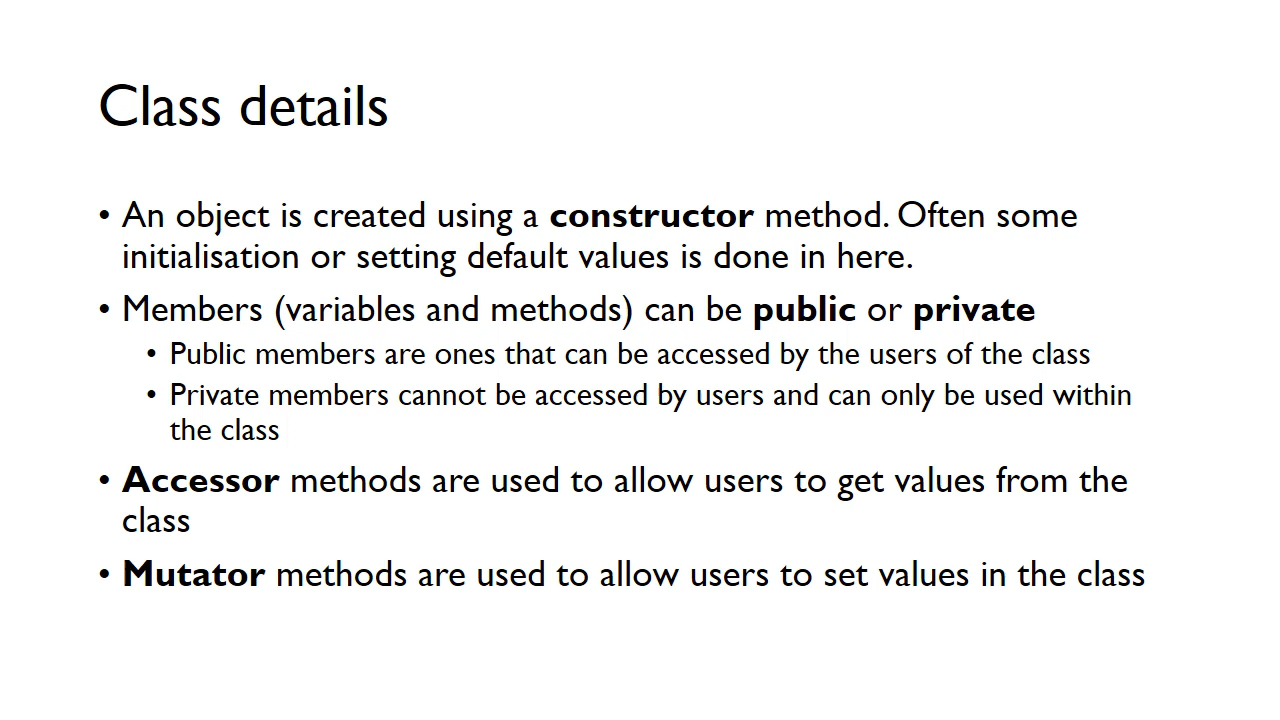 Class details
• An object is created using a constructor method. Often some
initialisation or setting default values is done in here.
• Members (variables and methods) can be public or private
• Public members are ones that can be accessed by the users of the class
• Private members cannot be accessed by users and can only be used within
the class
• Accessor methods are used to allow users to get values from the
class
• Mutator methods are used to allow users to set values in the class